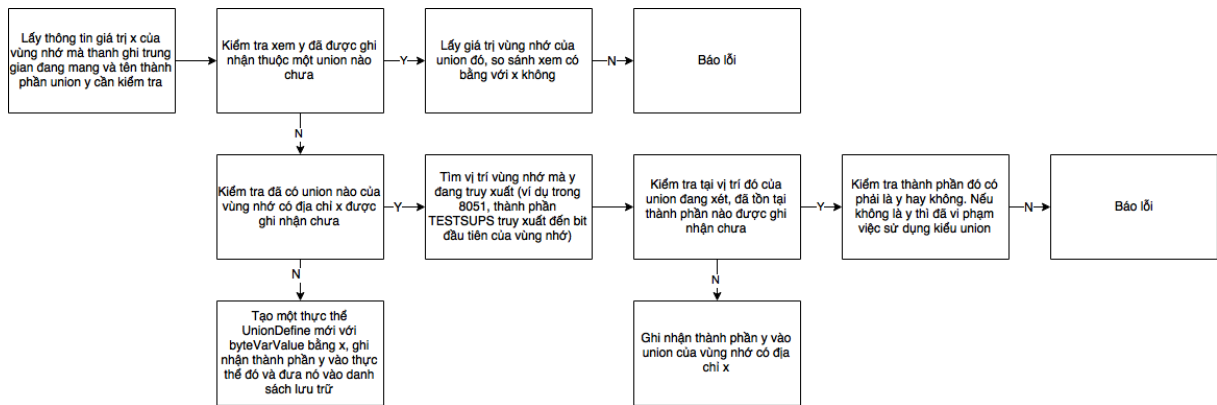 Lấy thông tin giá trị x của
vùng nhớ mà thanh ghi trung
gian đang mang và tên thành
phần union y cần kiểm tra
Kiểm tra xem y đã được ghi
nhận thuộc một union nào
chưa
Y
Lấy giá trị vùng nhớ của
union đó, so sánh xem có
bằng với x không
N
Báo lỗi
N
Kiểm tra đã có union nào của
vùng nhớ có địa chỉ x được
ghi nhận chưa
Y
Tìm vị trí vùng nhớ mà y
đang truy xuất (ví dụ trong
8051, thành phần
TESTSUPS truy xuất đến bit
đầu tiên của vùng nhớ)
Kiểm tra tại vị trí đó của
union đang xét, đã tồn tại
thành phần nào được ghi
nhận chưa
Y
Kiểm tra thành phần đó có
phải là y hay không. Nếu
không là y thì đã vi phạm
việc sử dụng kiểu union
N
Báo lỗi
N
Tạo một thực thể
UnionDefine mới với
byteVarValue bằng x, ghi
nhận thành phần y vào thực
thể đó và đưa nó vào danh
sách lưu trữ
N
Ghi nhận thành phần y vào
union của vùng nhớ có địa
chỉ x